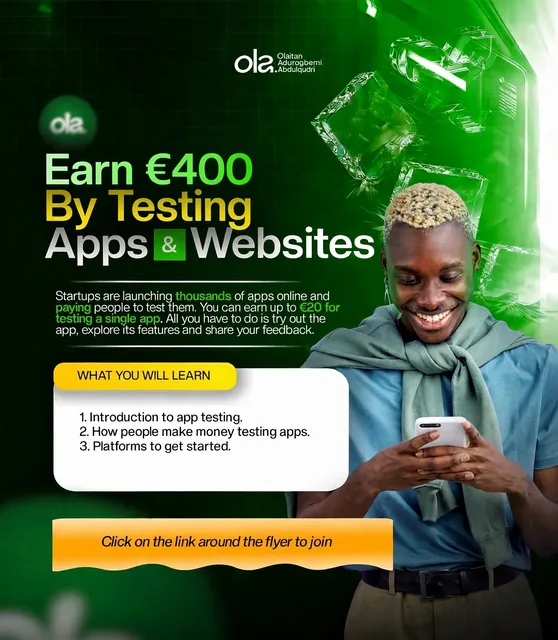 ola.
Olaitan
Adurogbemi
Abdulqudri
ola.
Earn €400
By Testing
Apps & Websites
Startups are launching thousands of apps online and
paying people to test them. You can earn up to €20 for
testing a single app. All you have to do is try out the
app, explore its features and share your feedback.
WHAT YOU WILL LEARN
1. Introduction to app testing.
2. How people make money testing apps.
3. Platforms to get started.
Click on the link around the flyer to join